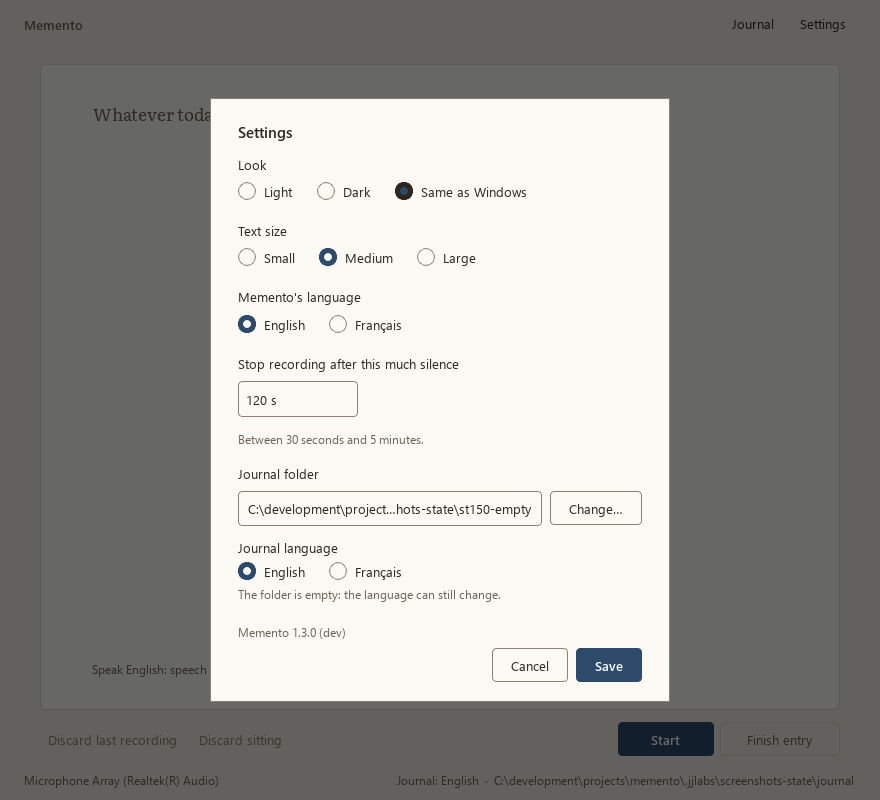 Memento
Journal Settings
Whatever toda
Settings
Look
Light Dark Same as Windows
Text size
Small Medium Large
Memento's language
English Français
Stop recording after this much silence
120 s
Between 30 seconds and 5 minutes.
Journal folder
C:\development\project...hots-state\st150-empty Change...
Journal language
English Français
The folder is empty: the language can still change.
Memento 1.3.0 (dev)
Cancel Save
Speak English: speech
Discard last recording Discard sitting Start Finish entry
Microphone Array (Realtek(R) Audio) Journal: English · C:\development\projects\memento\.jjlabs\screenshots-state\journal